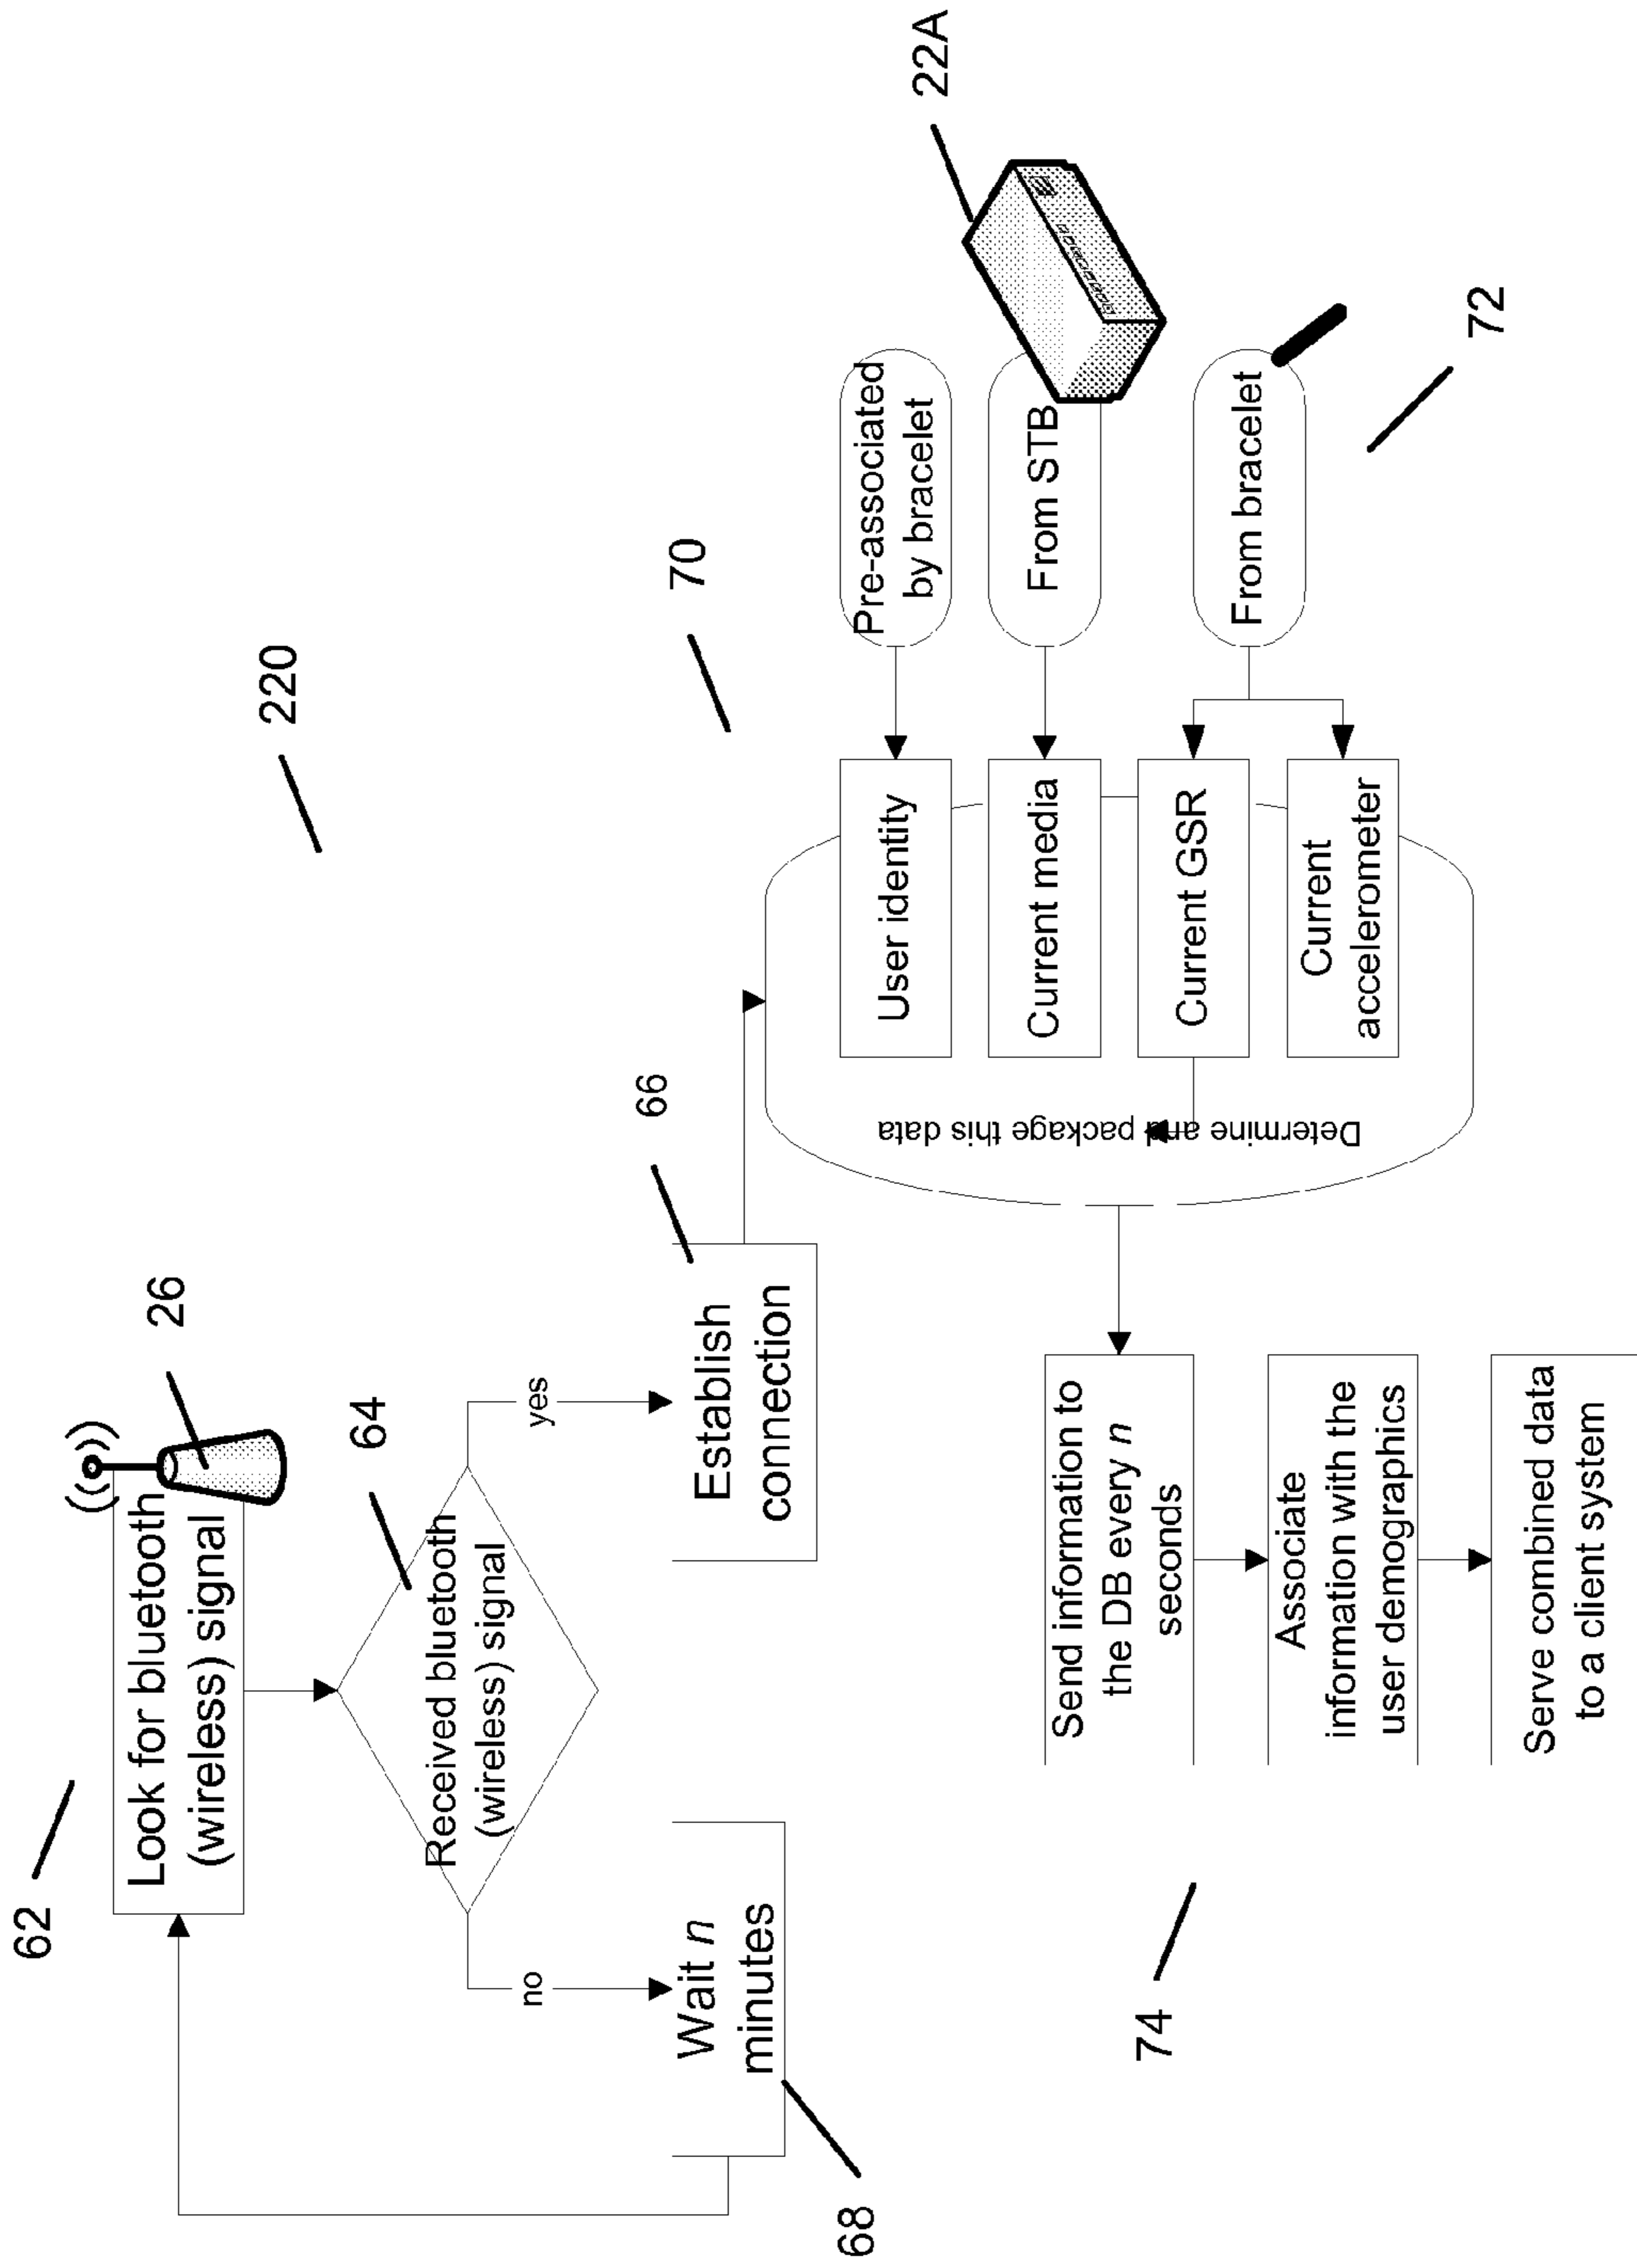 220
62
Look for bluetooth
(wireless) signal
26
64
Received bluetooth
(wireless) signal
no
yes
68
Wait n
minutes
66
Establish
connection
70
Determine and package this data
User identity
Current media
Current GSR
Current
accelerometer
Pre-associated
by bracelet
From STB
From bracelet
22A
72
74
Send information to
the DB every n
seconds
Associate
information with the
user demographics
Serve combined data
to a client system